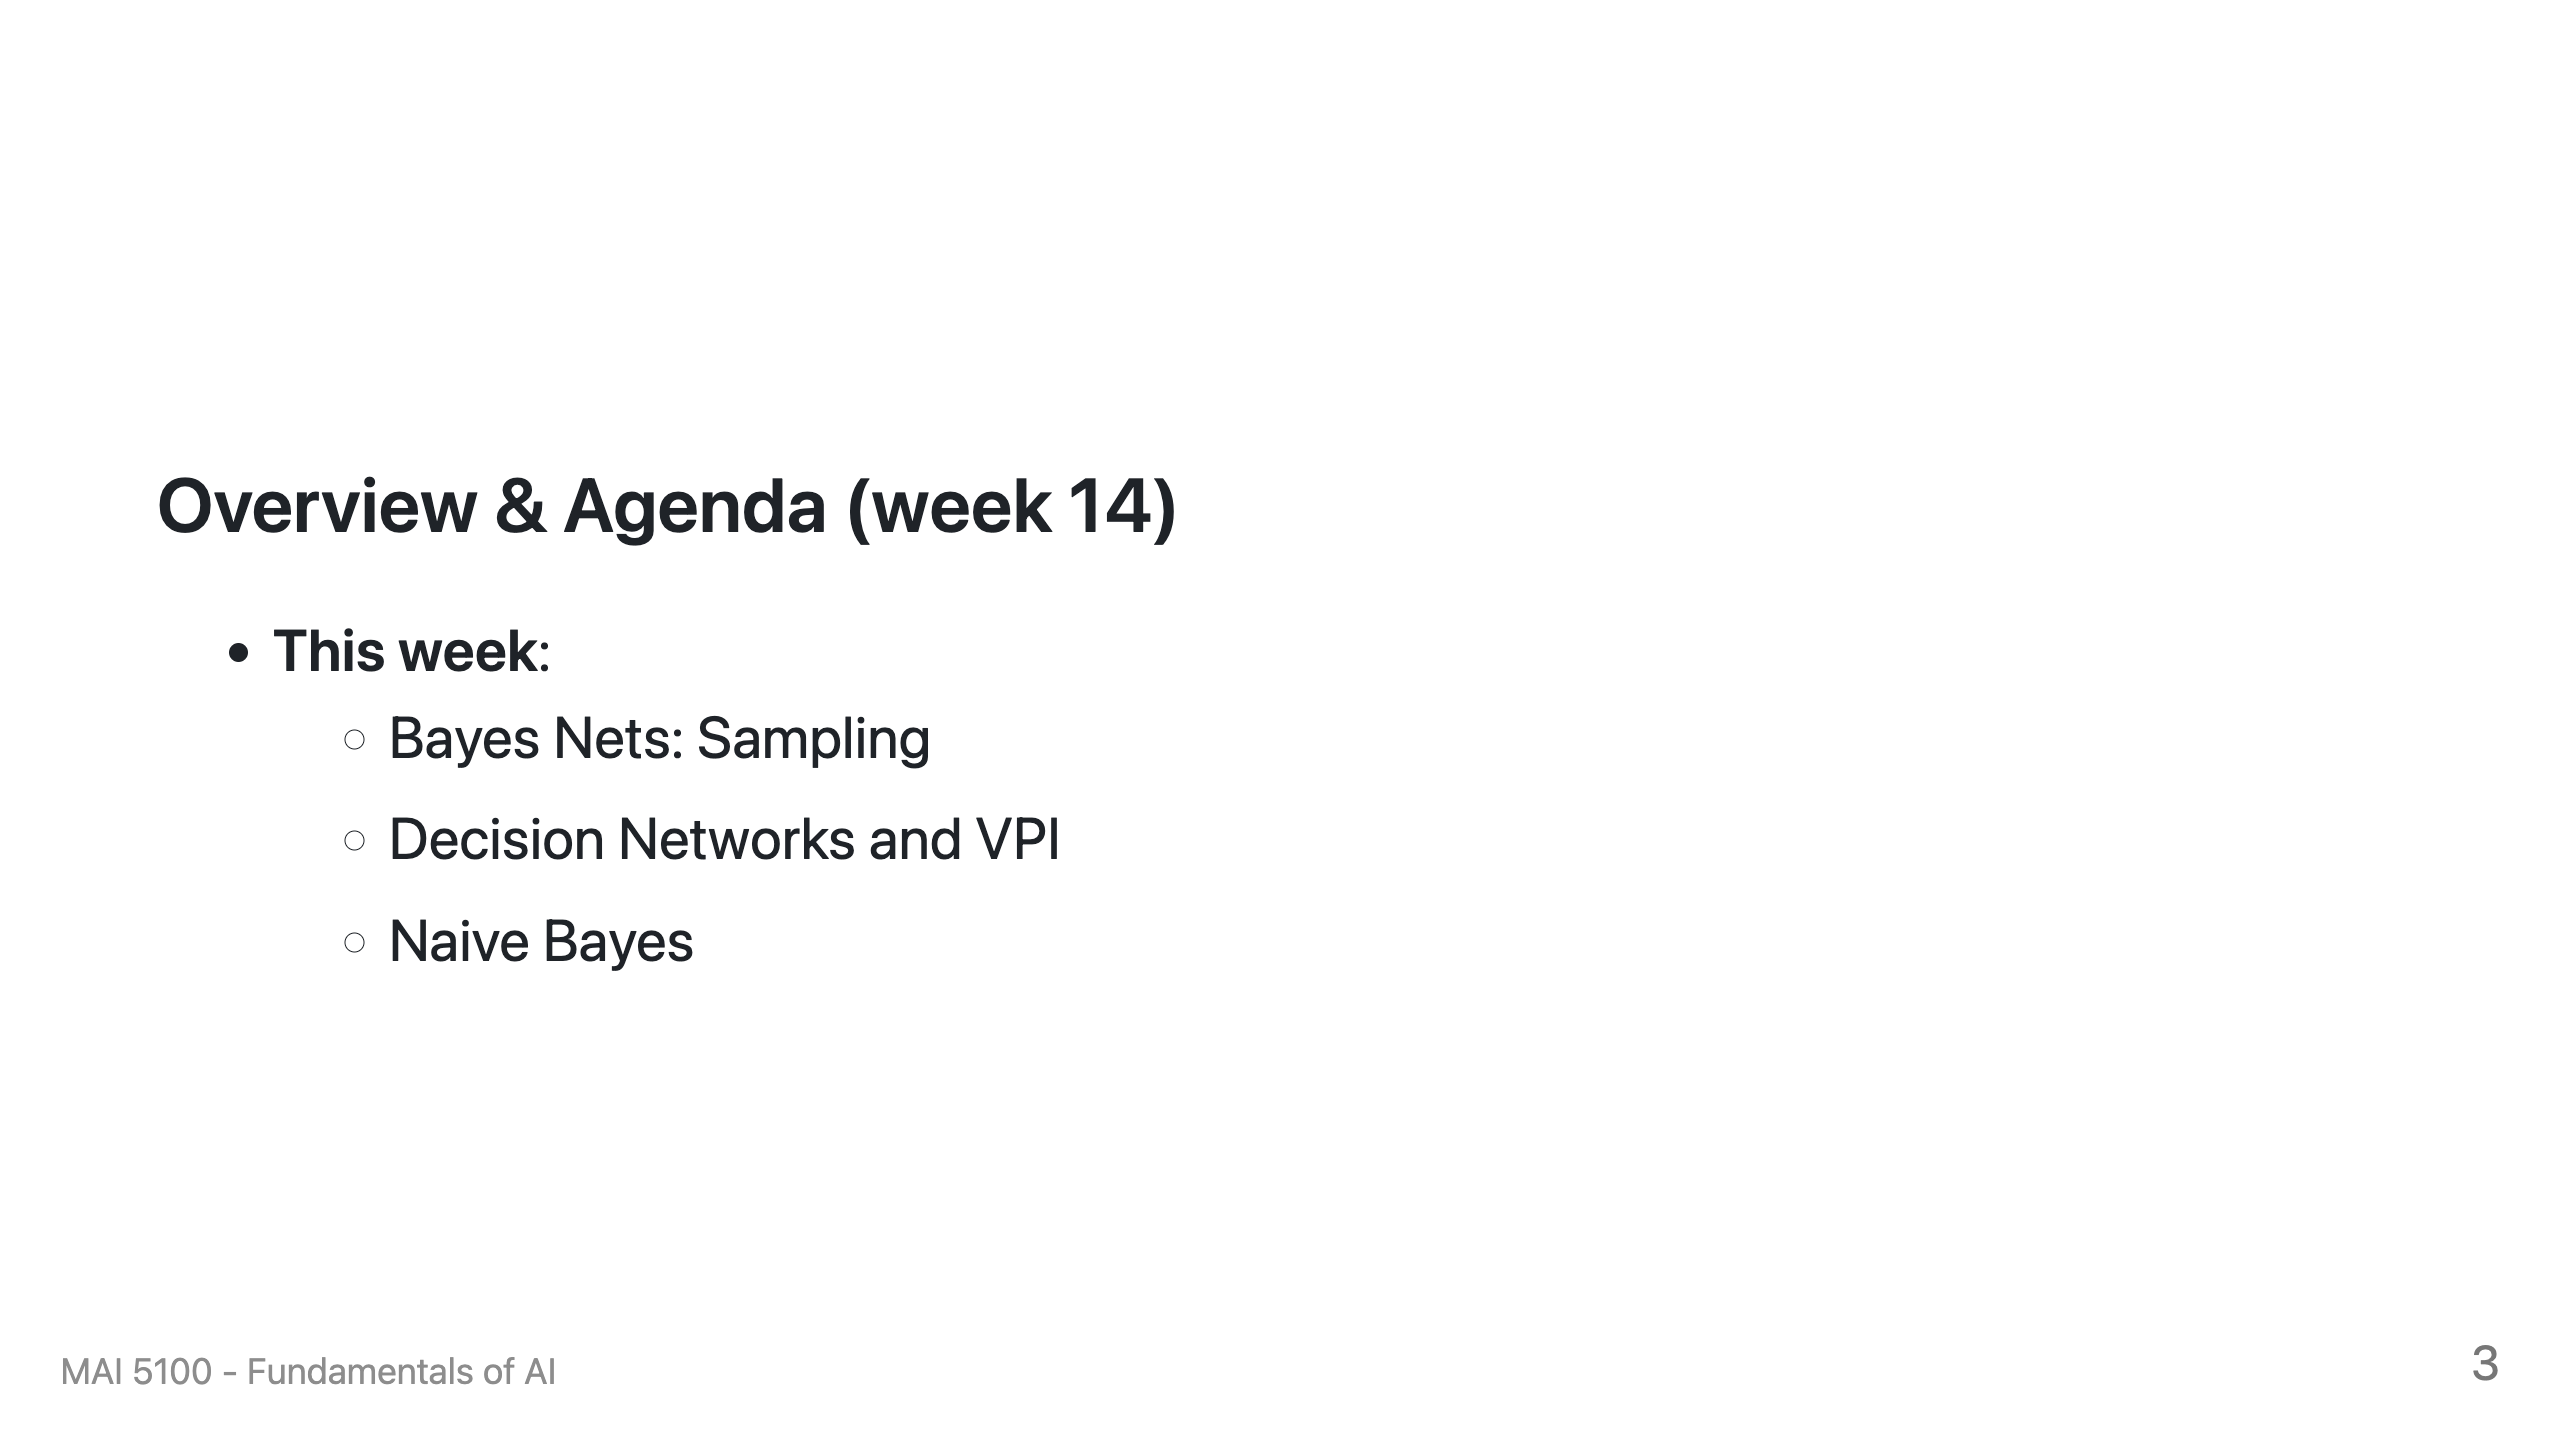 Overview & Agenda (week 14)
• This week:
○ Bayes Nets: Sampling
○ Decision Networks and VPI
○ Naive Bayes
MAI 5100 - Fundamentals of AI
3